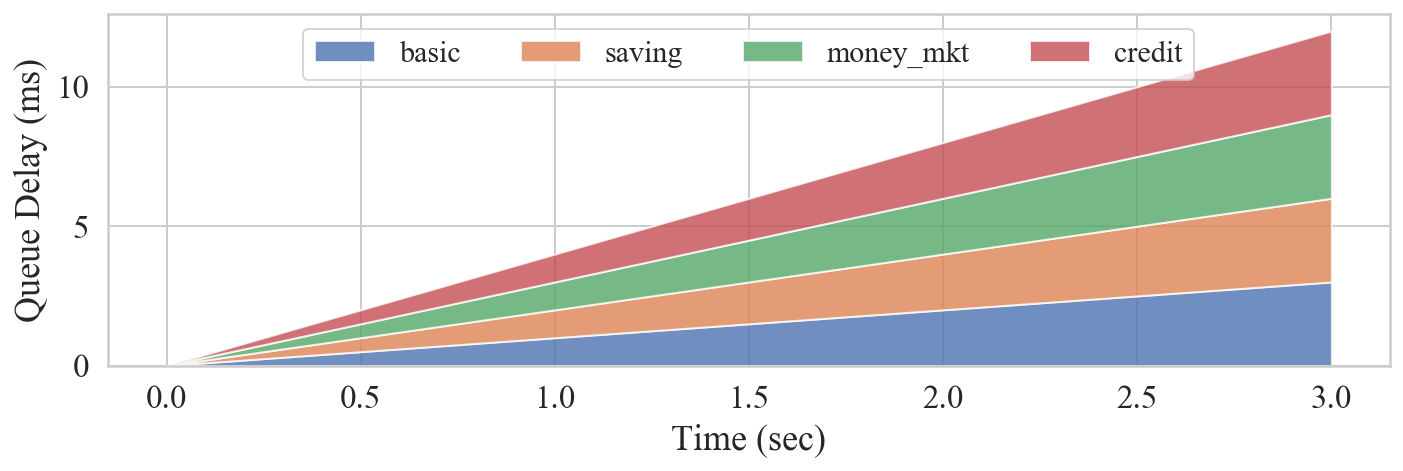 basic saving money_mkt credit
Queue Delay (ms)
10
5
0
0.0 0.5 1.0 1.5 2.0 2.5 3.0
Time (sec)